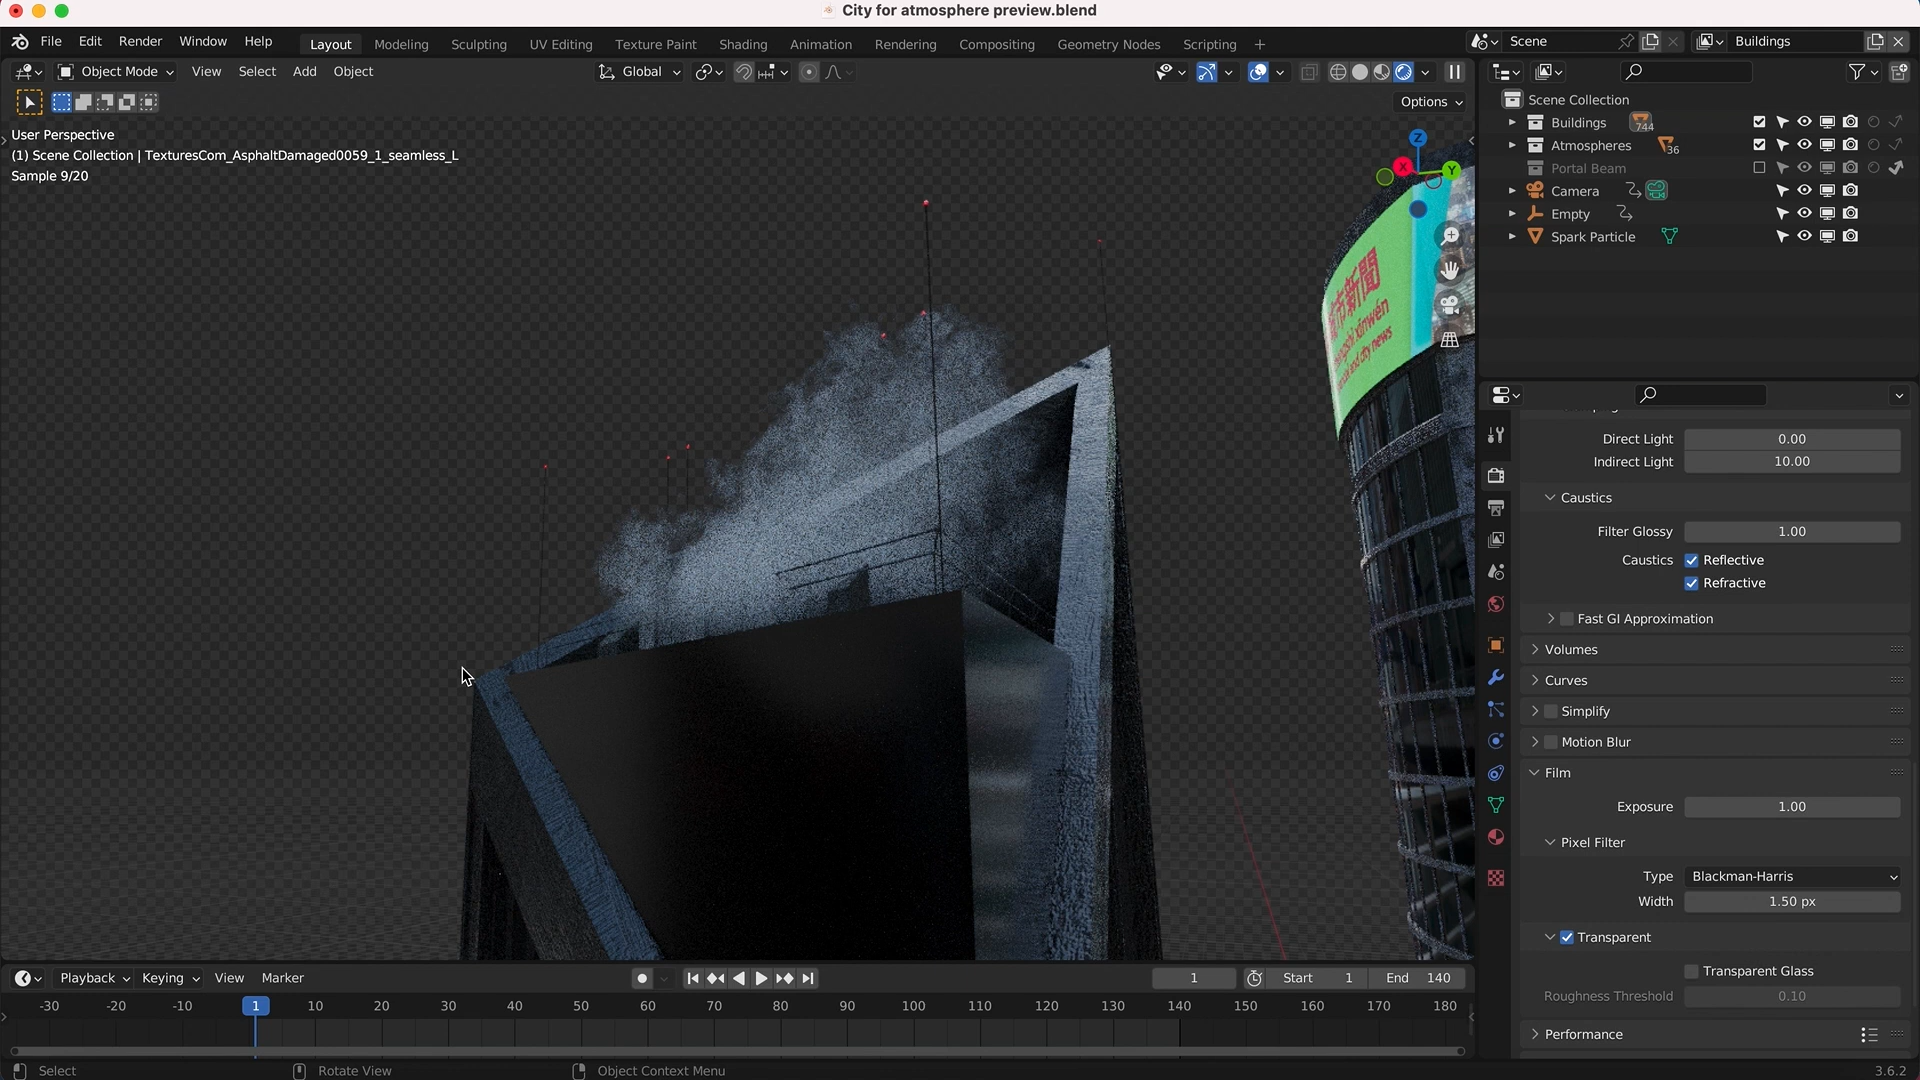 City for atmosphere preview.blend
File Edit Render Window Help Layout Modeling Sculpting UV Editing Texture Paint Shading Animation Rendering Compositing Geometry Nodes Scripting + Scene Buildings
Object Mode View Select Add Object Global
Options
User Perspective
(1) Scene Collection | TexturesCom_AsphaltDamaged0059_1_seamless_L
Sample 9/20
Z
X
Y
市新聞
xinwén
and city news
Scene Collection
Buildings 744
Atmospheres 36
Portal Beam
Camera
Empty
Spark Particle
Direct Light 0.00
Indirect Light 10.00
Caustics
Filter Glossy 1.00
Caustics Reflective
Refractive
Fast GI Approximation
Volumes
Curves
Simplify
Motion Blur
Film
Exposure 1.00
Pixel Filter
Type Blackman-Harris
Width 1.50 px
Transparent
Transparent Glass
Roughness Threshold 0.10
Performance
Playback Keying View Marker 1 Start 1 End 140
-30 -20 -10 1 10 20 30 40 50 60 70 80 90 100 110 120 130 140 150 160 170 180
Select Rotate View Object Context Menu 3.6.2